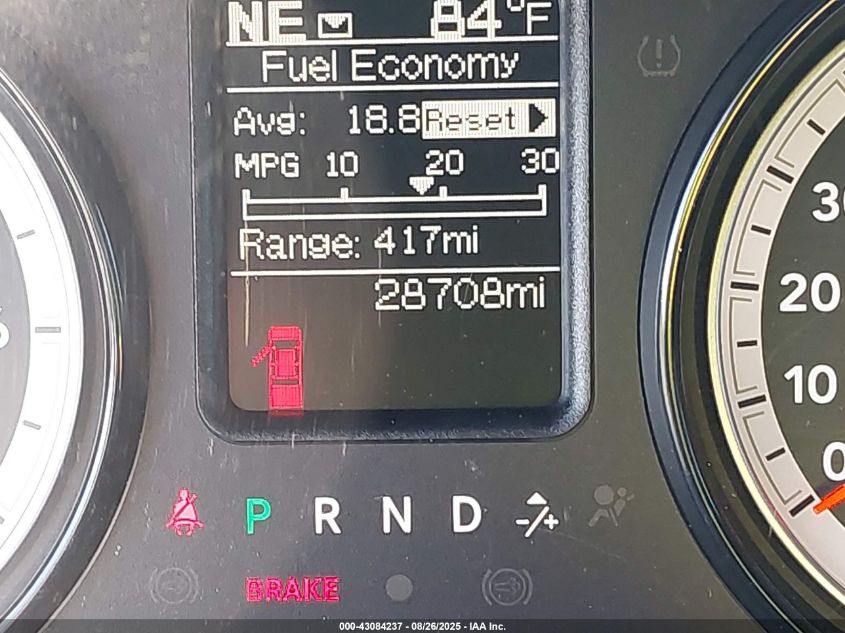 NE 84°F
Fuel Economy
Avg: 18.8 Reset
MPG 10 20 30
Range: 417mi
28708mi
P R N D -/+
BRAKE
20
10
0
000-43084237 - 08/26/2025 - IAA Inc.